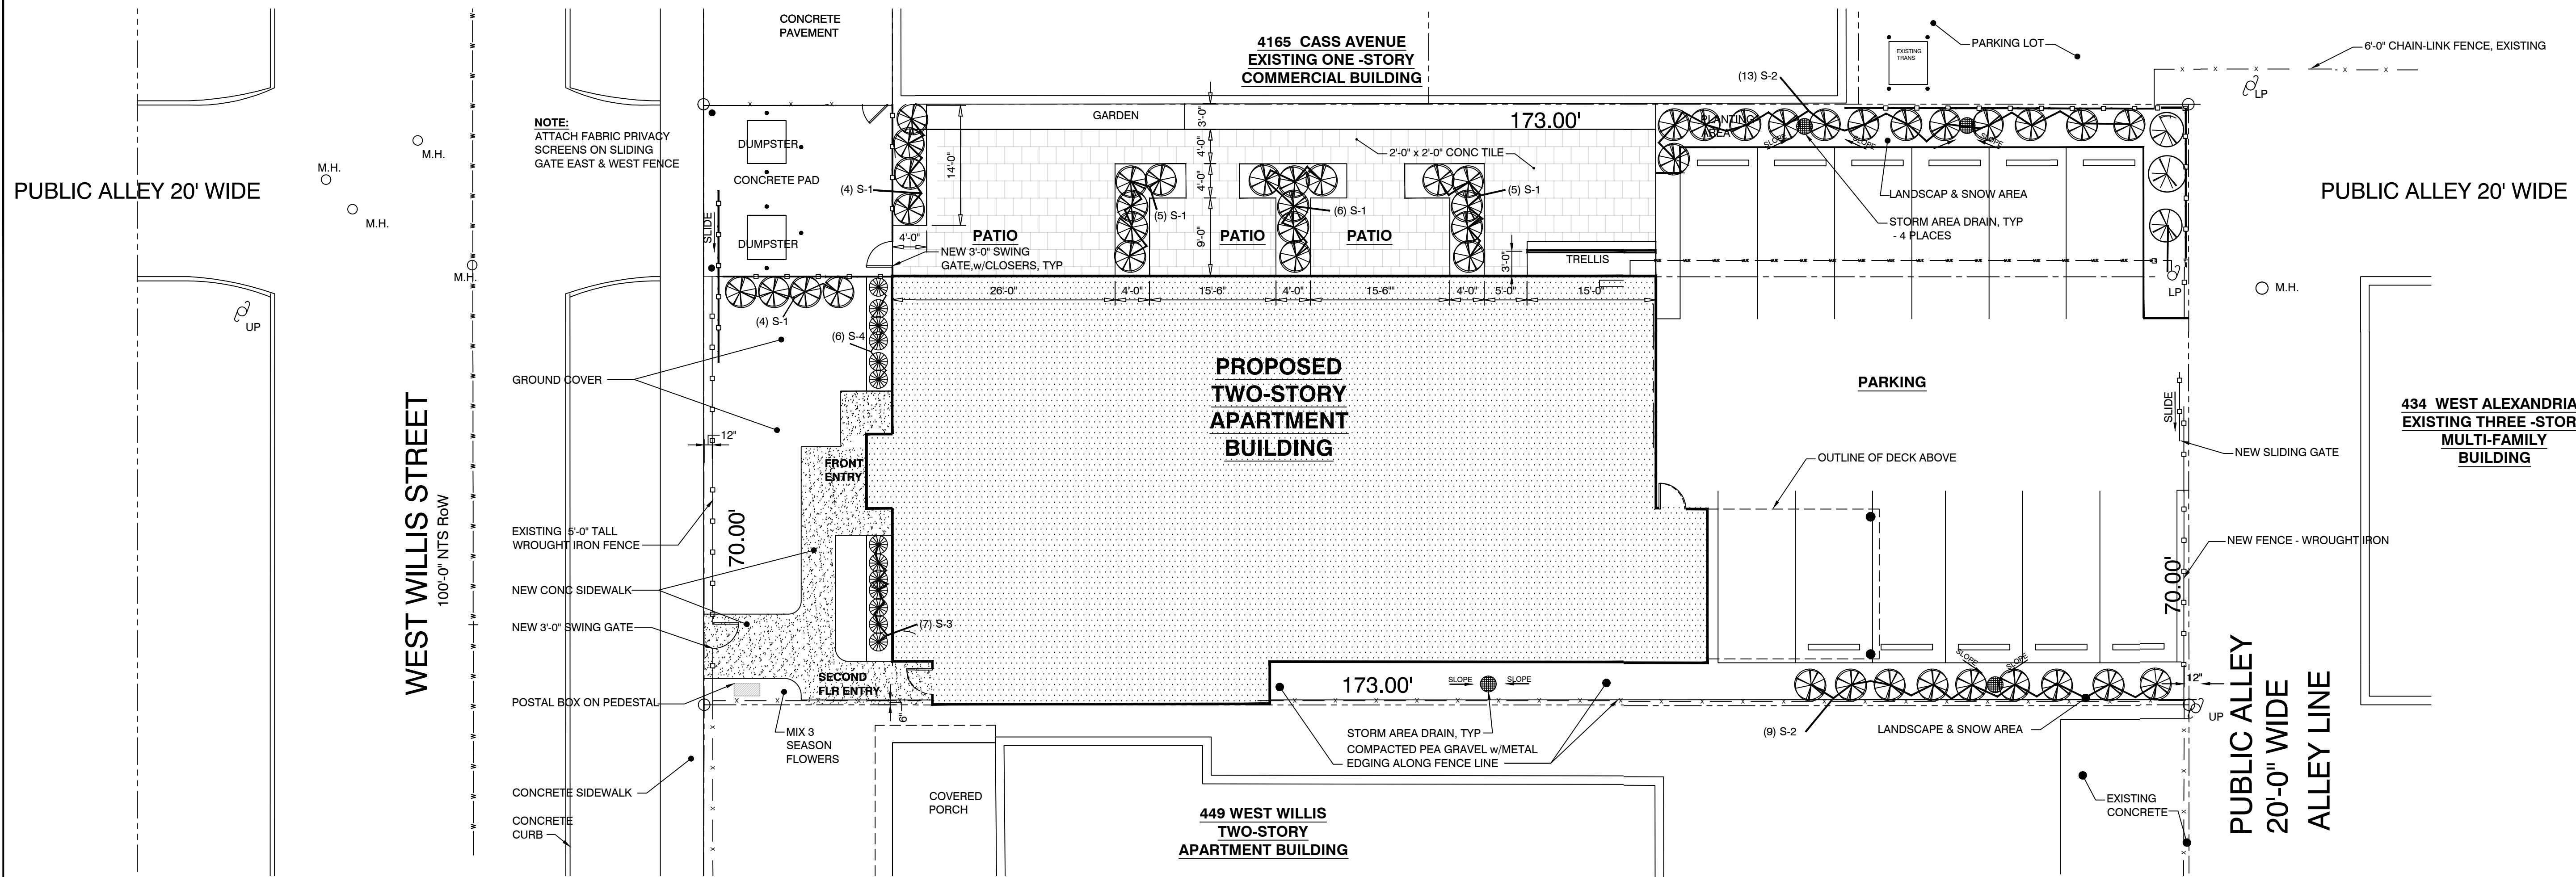 CONCRETE
PAVEMENT
4165 CASS AVENUE
EXISTING ONE -STORY
COMMERCIAL BUILDING
EXISTING
TRANS
PARKING LOT
6'-0" CHAIN-LINK FENCE, EXISTING
LP
(13) S-2
NOTE:
ATTACH FABRIC PRIVACY
SCREENS ON SLIDING
GATE EAST & WEST FENCE
M.H.
M.H.
M.H.
M.H.
PUBLIC ALLEY 20' WIDE
UP
DUMPSTER
CONCRETE PAD
DUMPSTER
SLIDE
GARDEN
3'-0"
173.00'
PLANTING
AREA
SLOPE
SLOPE
SLOPE
2'-0" x 2'-0" CONC TILE
14'-0"
4'-0"
4'-0"
9'-0"
(4) S-1
(5) S-1
(6) S-1
(5) S-1
LANDSCAP & SNOW AREA
STORM AREA DRAIN, TYP
- 4 PLACES
PUBLIC ALLEY 20' WIDE
PATIO
PATIO
PATIO
4'-0"
NEW 3'-0" SWING
GATE,w/CLOSERS, TYP
3'-0"
TRELLIS
LP
M.H.
26'-0"
4'-0"
15'-6"
4'-0"
15-6""
4'-0"
5'-0"
15'-0"
(4) S-1
(6) S-4
GROUND COVER
PROPOSED
TWO-STORY
APARTMENT
BUILDING
PARKING
SLIDE
434 WEST ALEXANDRIA
EXISTING THREE -STOR
MULTI-FAMILY
BUILDING
12"
WEST WILLIS STREET
100'-0" NTS RoW
FRONT
ENTRY
OUTLINE OF DECK ABOVE
NEW SLIDING GATE
EXISTING 5'-0" TALL
WROUGHT IRON FENCE
70.00'
NEW FENCE - WROUGHT IRON
70.00'
NEW CONC SIDEWALK
NEW 3'-0" SWING GATE
(7) S-3
SECOND
FLR ENTRY
POSTAL BOX ON PEDESTAL
6"
173.00'
SLOPE
SLOPE
SLOPE
SLOPE
12"
UP
MIX 3
SEASON
FLOWERS
STORM AREA DRAIN, TYP
COMPACTED PEA GRAVEL w/METAL
EDGING ALONG FENCE LINE
(9) S-2
LANDSCAPE & SNOW AREA
PUBLIC ALLEY
20'-0" WIDE
ALLEY LINE
CONCRETE SIDEWALK
CONCRETE
CURB
COVERED
PORCH
449 WEST WILLIS
TWO-STORY
APARTMENT BUILDING
EXISTING
CONCRETE